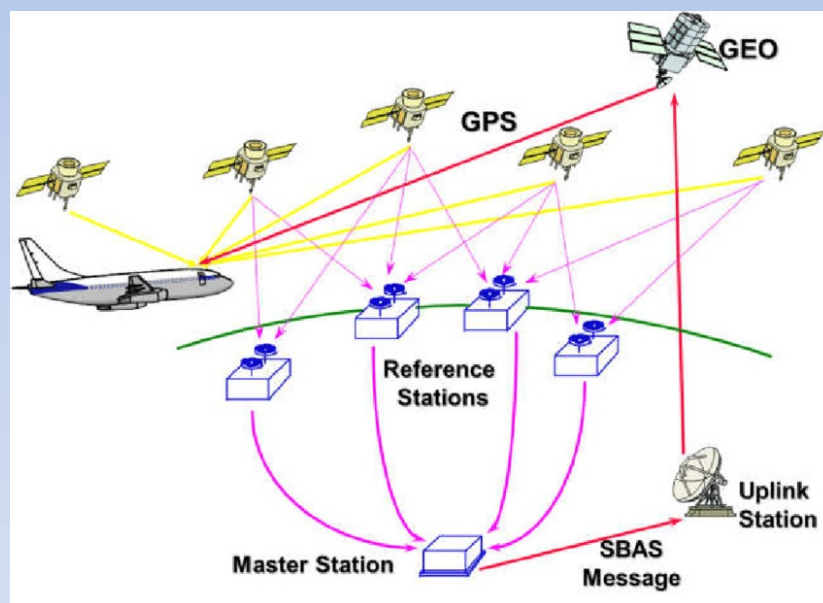 GEO
GPS
Reference
Stations
Uplink
Station
Master Station
SBAS
Message